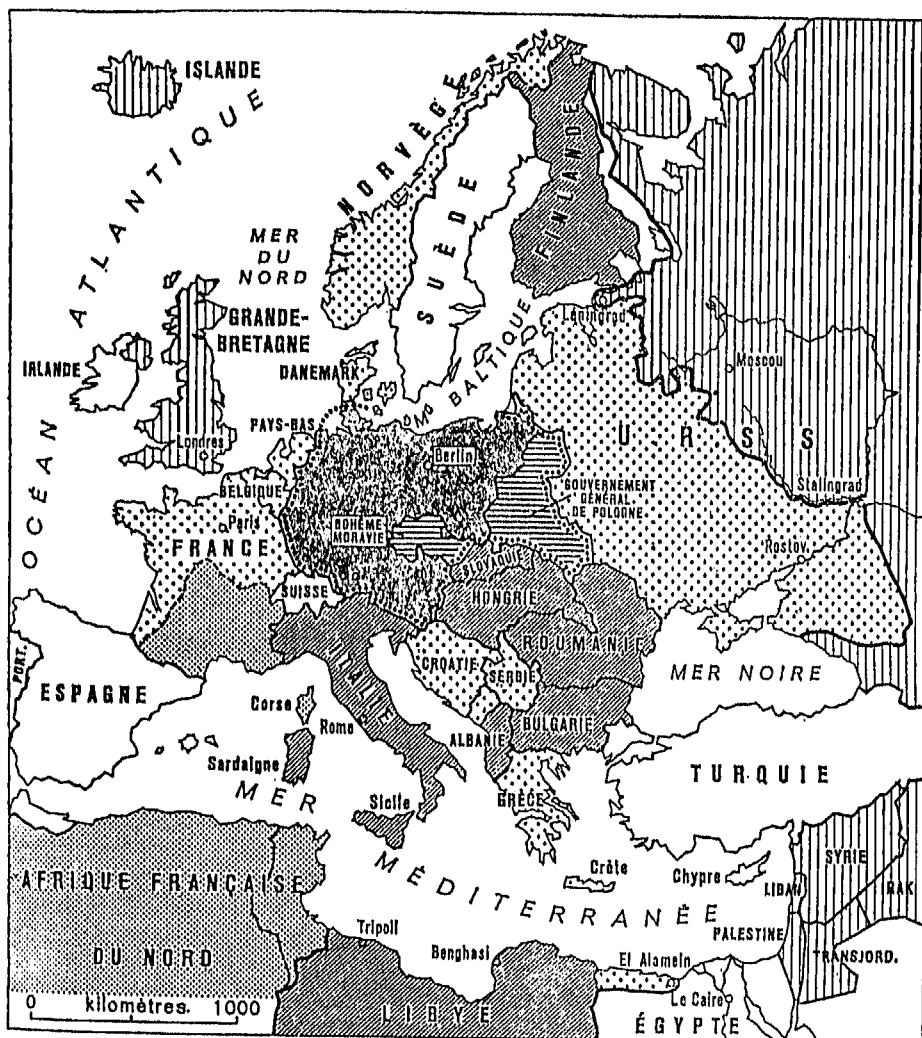 ISLANDE
OCÉAN ATLANTIQUE
NORVÈGE
SUÈDE
FINLANDE
MER
DU
NORD
GRANDE-
BRETAGNE
IRLANDE
Londres
DANEMARK
MER BALTIQUE
Léningrad
Moscou
URSS
Stalingrad
Rostov
PAYS-BAS
BELGIQUE
Berlin
GOUVERNEMENT
GÉNÉRAL
DE POLOGNE
BOHÊME
MORAVIE
SLOVAQUIE
Paris
FRANCE
SUISSE
HONGRIE
ROUMANIE
ITALIE
CROATIE
SERBIE
MER NOIRE
PORT.
ESPAGNE
Corse
Rome
ALBANIE
BULGARIE
Sardaigne
TURQUIE
GRÈCE
Sicile
MER MÉDITERRANÉE
Crète
Chypre
SYRIE
LIBAN
IRAK
PALESTINE
TRANSJORD.
AFRIQUE FRANÇAISE
DU NORD
Tripoli
Benghasi
El Alamein
Le Caire
LIBYE
ÉGYPTE
0 kilomètres. 1000